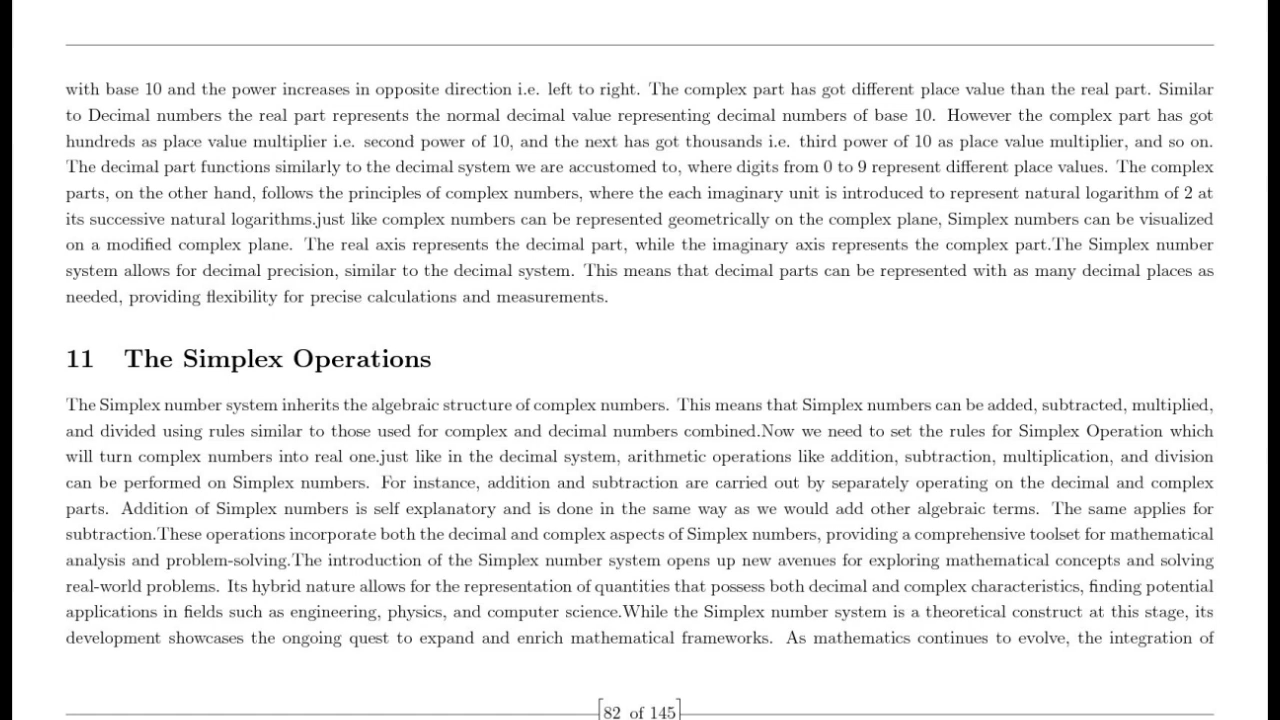 with base 10 and the power increases in opposite direction i.e. left to right. The complex part has got different place value than the real part. Similar
to Decimal numbers the real part represents the normal decimal value representing decimal numbers of base 10. However the complex part has got
hundreds as place value multiplier i.e. second power of 10, and the next has got thousands i.e. third power of 10 as place value multiplier, and so on.
The decimal part functions similarly to the decimal system we are accustomed to, where digits from 0 to 9 represent different place values. The complex
parts, on the other hand, follows the principles of complex numbers, where the each imaginary unit is introduced to represent natural logarithm of 2 at
its successive natural logarithms.just like complex numbers can be represented geometrically on the complex plane, Simplex numbers can be visualized
on a modified complex plane. The real axis represents the decimal part, while the imaginary axis represents the complex part.The Simplex number
system allows for decimal precision, similar to the decimal system. This means that decimal parts can be represented with as many decimal places as
needed, providing flexibility for precise calculations and measurements.
11 The Simplex Operations
The Simplex number system inherits the algebraic structure of complex numbers. This means that Simplex numbers can be added, subtracted, multiplied,
and divided using rules similar to those used for complex and decimal numbers combined.Now we need to set the rules for Simplex Operation which
will turn complex numbers into real one.just like in the decimal system, arithmetic operations like addition, subtraction, multiplication, and division
can be performed on Simplex numbers. For instance, addition and subtraction are carried out by separately operating on the decimal and complex
parts. Addition of Simplex numbers is self explanatory and is done in the same way as we would add other algebraic terms. The same applies for
subtraction.These operations incorporate both the decimal and complex aspects of Simplex numbers, providing a comprehensive toolset for mathematical
analysis and problem-solving.The introduction of the Simplex number system opens up new avenues for exploring mathematical concepts and solving
real-world problems. Its hybrid nature allows for the representation of quantities that possess both decimal and complex characteristics, finding potential
applications in fields such as engineering, physics, and computer science.While the Simplex number system is a theoretical construct at this stage, its
development showcases the ongoing quest to expand and enrich mathematical frameworks. As mathematics continues to evolve, the integration of
[82 of 145]